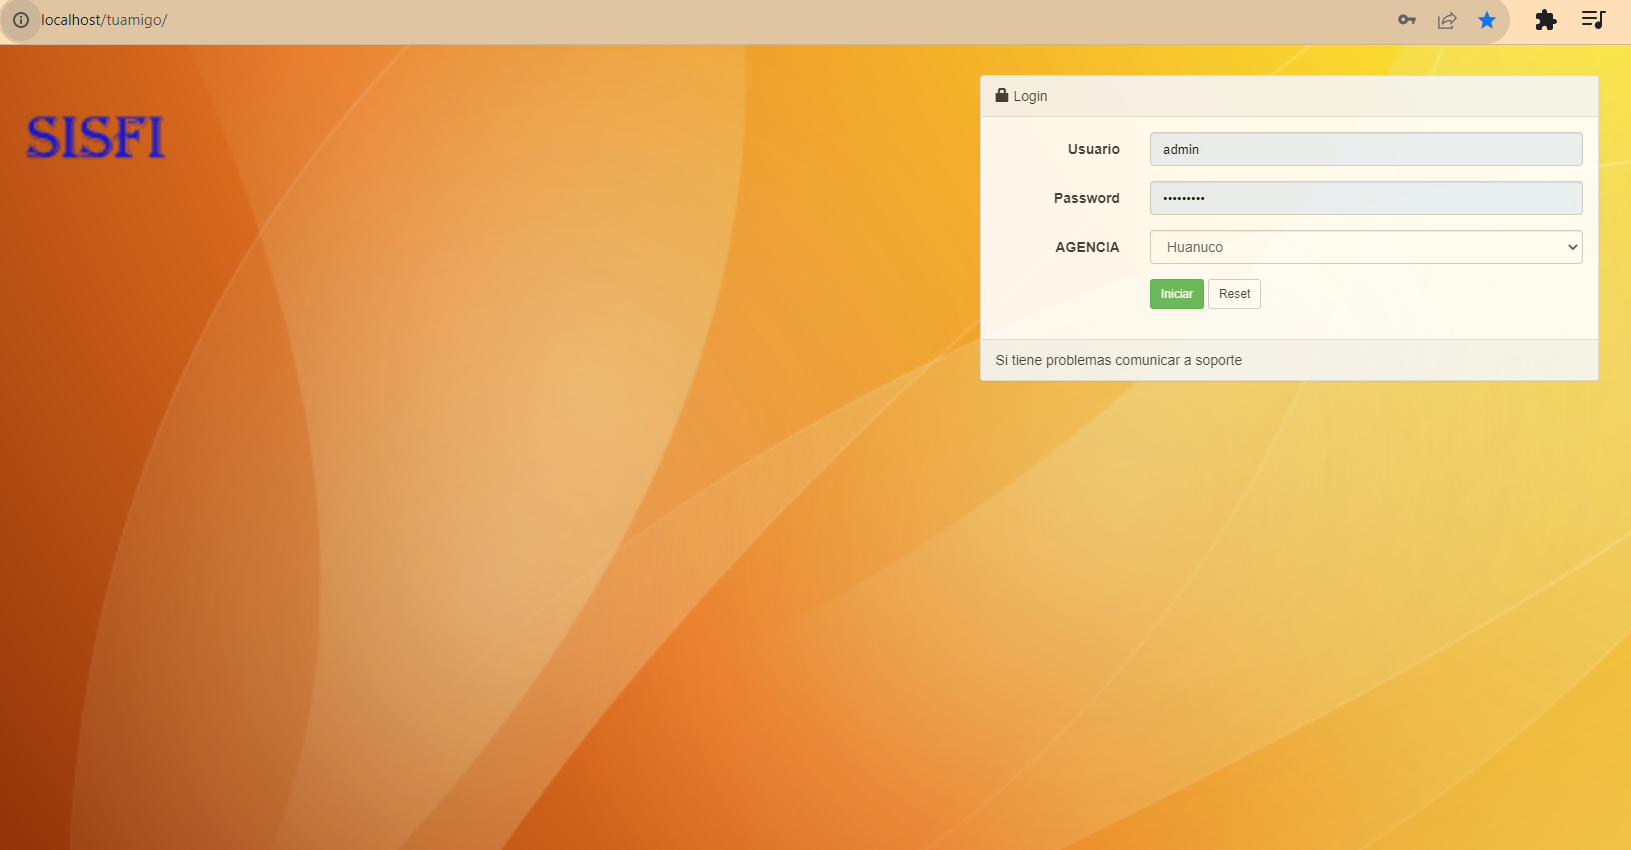 localhost/tuamigo/
SISFI
Login
Usuario
admin
Password
•••••••••
AGENCIA
Huanuco
Iniciar
Reset
Si tiene problemas comunicar a soporte